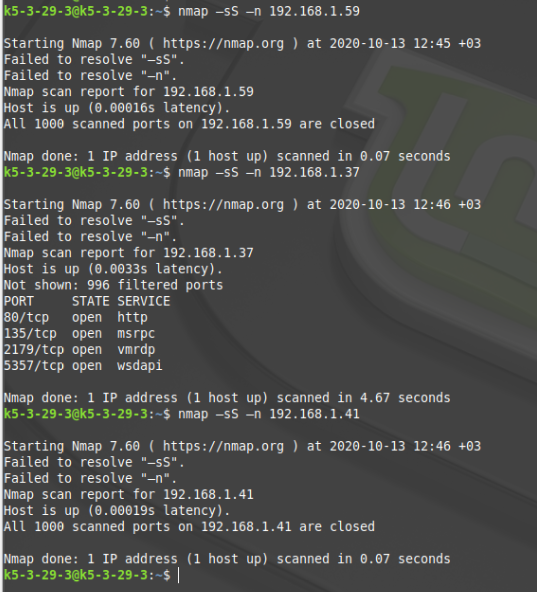 k5-3-29-3@k5-3-29-3:~$ nmap –sS –n 192.168.1.59
Starting Nmap 7.60 ( https://nmap.org ) at 2020-10-13 12:45 +03
Failed to resolve "–sS".
Failed to resolve "–n".
Nmap scan report for 192.168.1.59
Host is up (0.00016s latency).
All 1000 scanned ports on 192.168.1.59 are closed
Nmap done: 1 IP address (1 host up) scanned in 0.07 seconds
k5-3-29-3@k5-3-29-3:~$ nmap –sS –n 192.168.1.37
Starting Nmap 7.60 ( https://nmap.org ) at 2020-10-13 12:46 +03
Failed to resolve "–sS".
Failed to resolve "–n".
Nmap scan report for 192.168.1.37
Host is up (0.0033s latency).
Not shown: 996 filtered ports
PORT     STATE SERVICE
80/tcp   open  http
135/tcp  open  msrpc
2179/tcp open  vmrdp
5357/tcp open  wsdapi
Nmap done: 1 IP address (1 host up) scanned in 4.67 seconds
k5-3-29-3@k5-3-29-3:~$ nmap –sS –n 192.168.1.41
Starting Nmap 7.60 ( https://nmap.org ) at 2020-10-13 12:46 +03
Failed to resolve "–sS".
Failed to resolve "–n".
Nmap scan report for 192.168.1.41
Host is up (0.00019s latency).
All 1000 scanned ports on 192.168.1.41 are closed
Nmap done: 1 IP address (1 host up) scanned in 0.07 seconds
k5-3-29-3@k5-3-29-3:~$